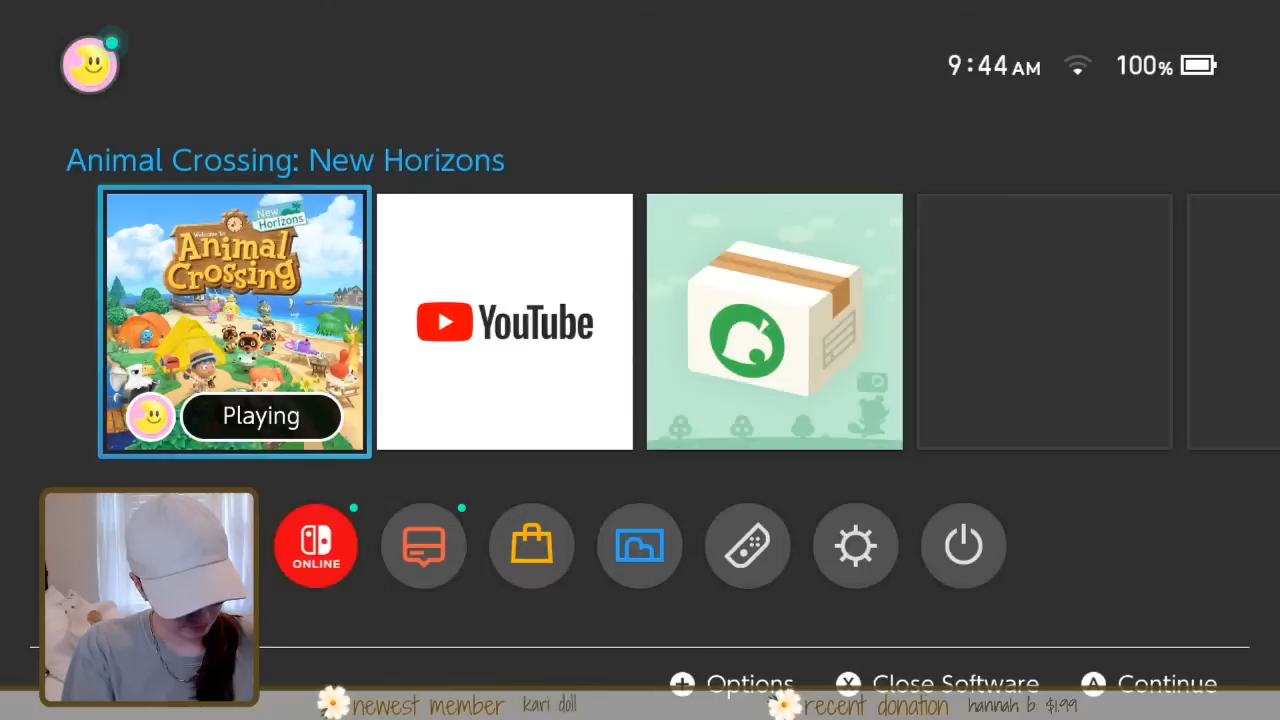 9:44 AM 100%
Animal Crossing: New Horizons
New Horizons
Welcome to
Animal Crossing
Playing
YouTube
ONLINE
Options Close Software Continue
newest member kari doll recent donation hannah b: $1.99